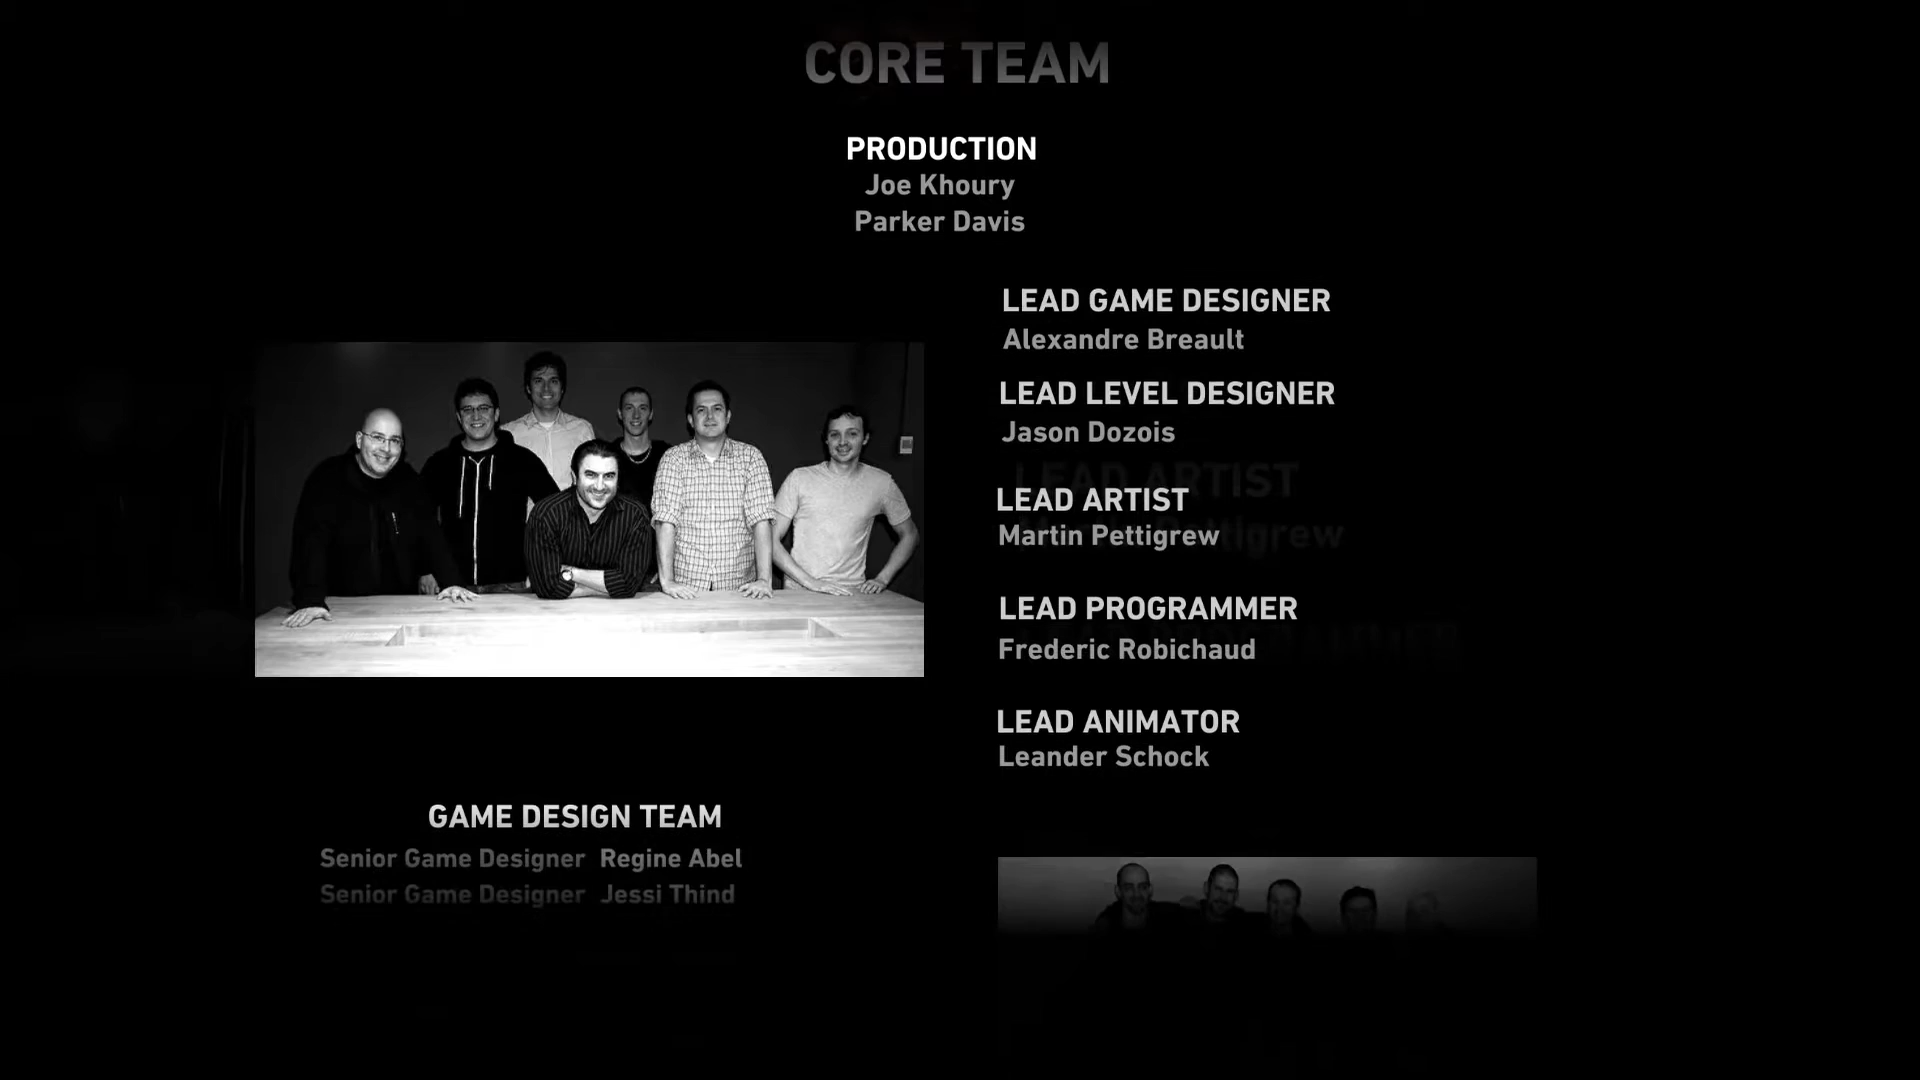 CORE TEAM
PRODUCTION
Joe Khoury
Parker Davis
LEAD GAME DESIGNER
Alexandre Breault
LEAD LEVEL DESIGNER
Jason Dozois
LEAD ARTIST
Martin Pettigrew
LEAD PROGRAMMER
Frederic Robichaud
LEAD ANIMATOR
Leander Schock
GAME DESIGN TEAM
Senior Game Designer Regine Abel
Senior Game Designer Jessi Thind